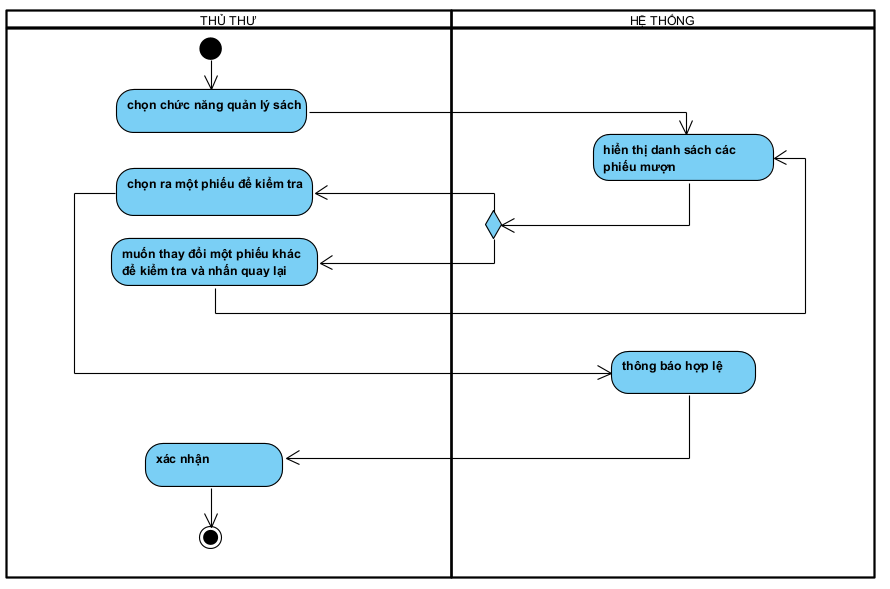 THỦ THƯ
HỆ THỐNG
chọn chức năng quản lý sách
hiển thị danh sách các
phiếu mượn
chọn ra một phiếu để kiểm tra
muốn thay đổi một phiếu khác
để kiểm tra và nhấn quay lại
thông báo hợp lệ
xác nhận